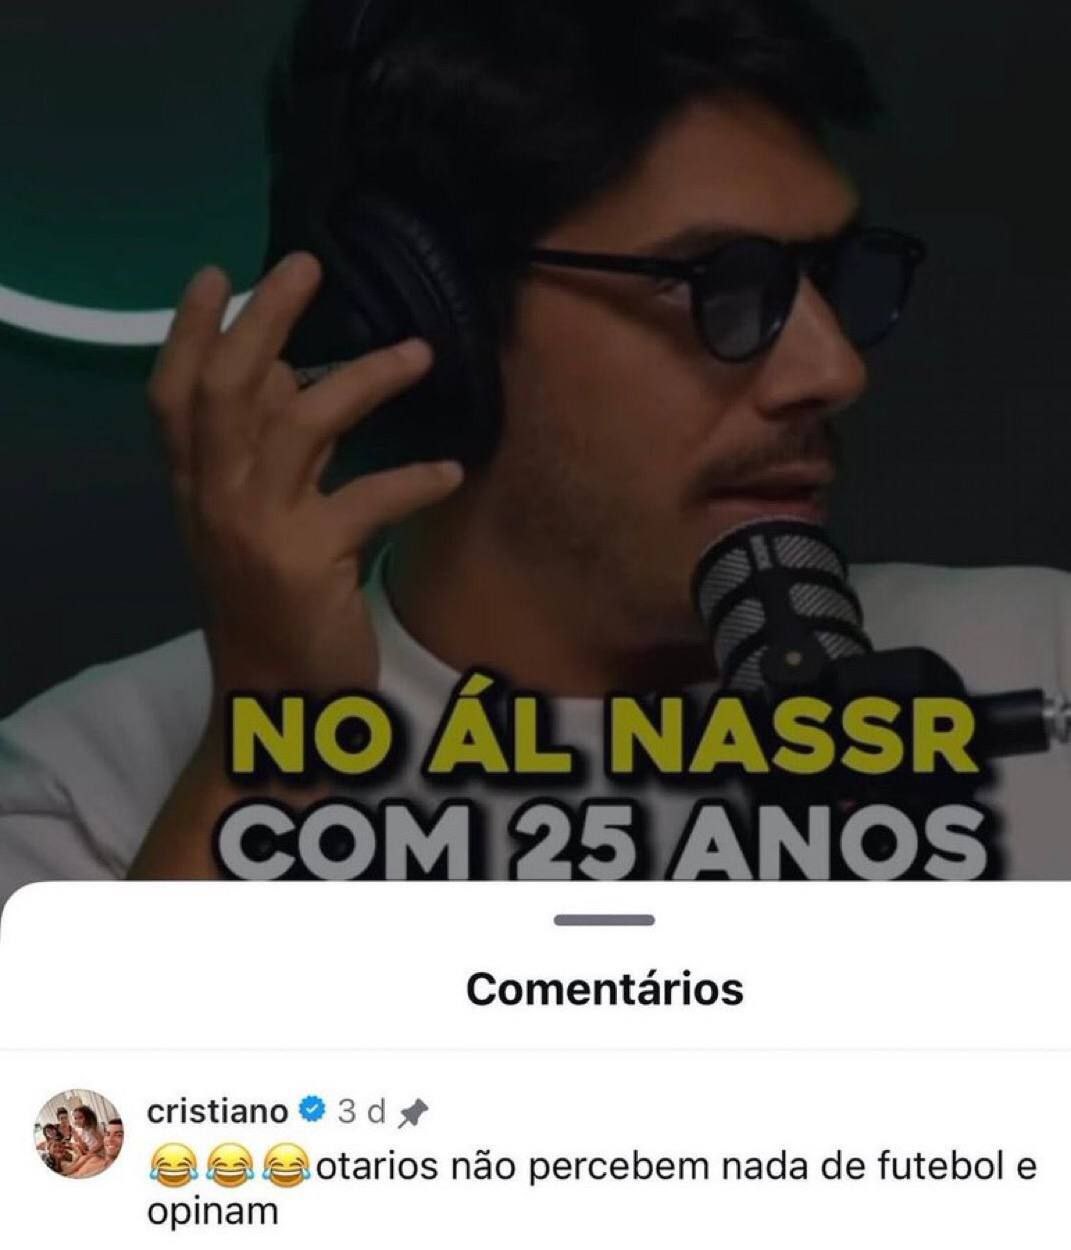 NO ÁL NASSR
COM 25 ANOS
Comentários
cristiano 3 d
😂😂😂otarios não percebem nada de futebol e
opinam